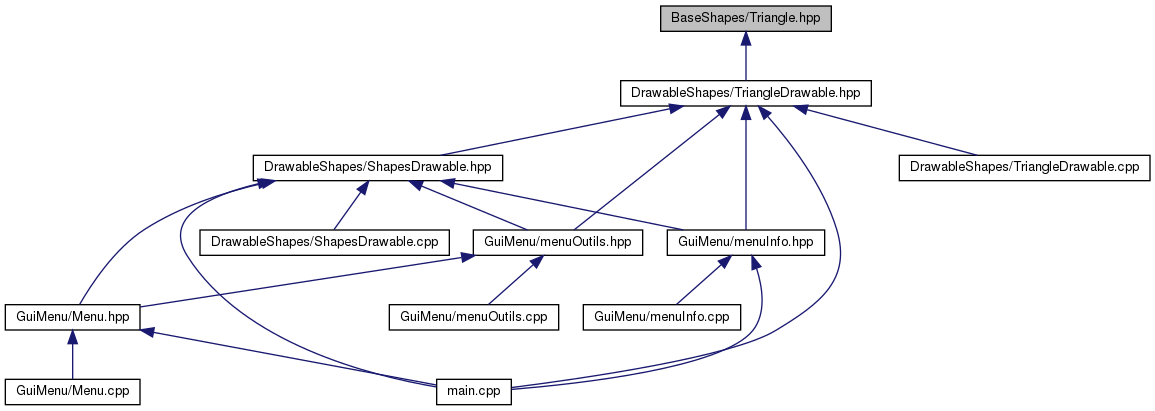 BaseShapes/Triangle.hpp
DrawableShapes/TriangleDrawable.hpp
DrawableShapes/ShapesDrawable.hpp
DrawableShapes/TriangleDrawable.cpp
DrawableShapes/ShapesDrawable.cpp
GuiMenu/menuOutils.hpp
GuiMenu/menuInfo.hpp
GuiMenu/Menu.hpp
GuiMenu/menuOutils.cpp
GuiMenu/menuInfo.cpp
GuiMenu/Menu.cpp
main.cpp